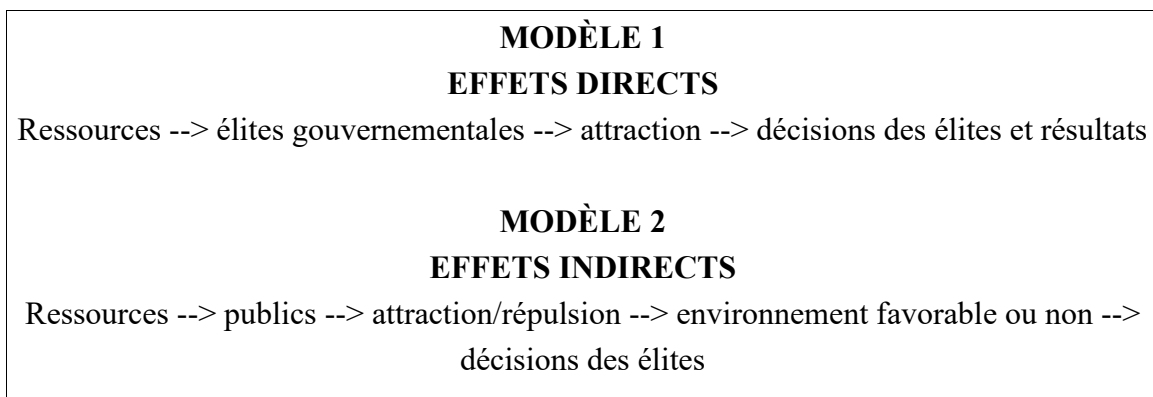 MODÈLE 1
EFFETS DIRECTS
Ressources --> élites gouvernementales --> attraction --> décisions des élites et résultats
MODÈLE 2
EFFETS INDIRECTS
Ressources --> publics --> attraction/répulsion --> environnement favorable ou non -->
décisions des élites